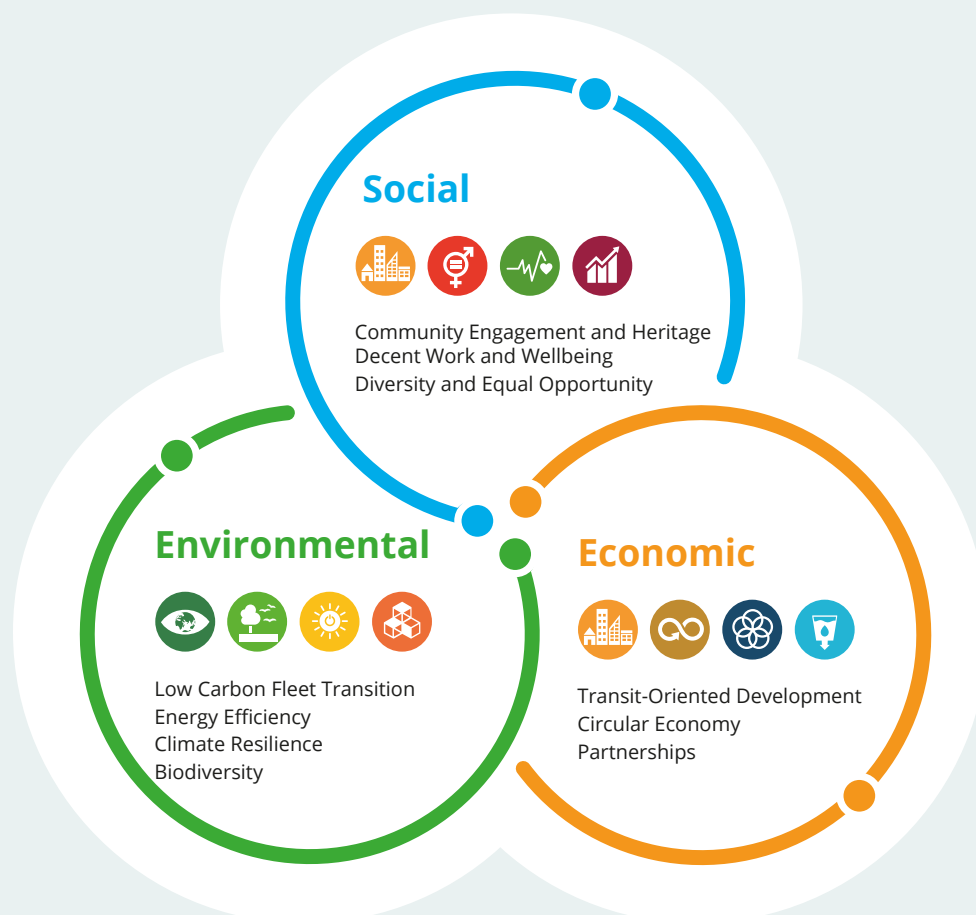 Social
Community Engagement and Heritage
Decent Work and Wellbeing
Diversity and Equal Opportunity
Environmental
Low Carbon Fleet Transition
Energy Efficiency
Climate Resilience
Biodiversity
Economic
Transit-Oriented Development
Circular Economy
Partnerships